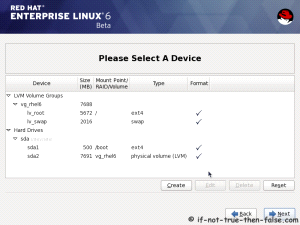 RED HAT
ENTERPRISE LINUX 6
Beta
Please Select A Device
Device Size (MB) Mount Point/ RAID/Volume Type Format
LVM Volume Groups
vg_rhel6 7688
lv_root 5672 / ext4
lv_swap 2016 swap
Hard Drives
sda
sda1 500 /boot ext4
sda2 7691 vg_rhel6 physical volume (LVM)
Create Edit Delete Reset
Back Next
© if-not-true-then-false.com